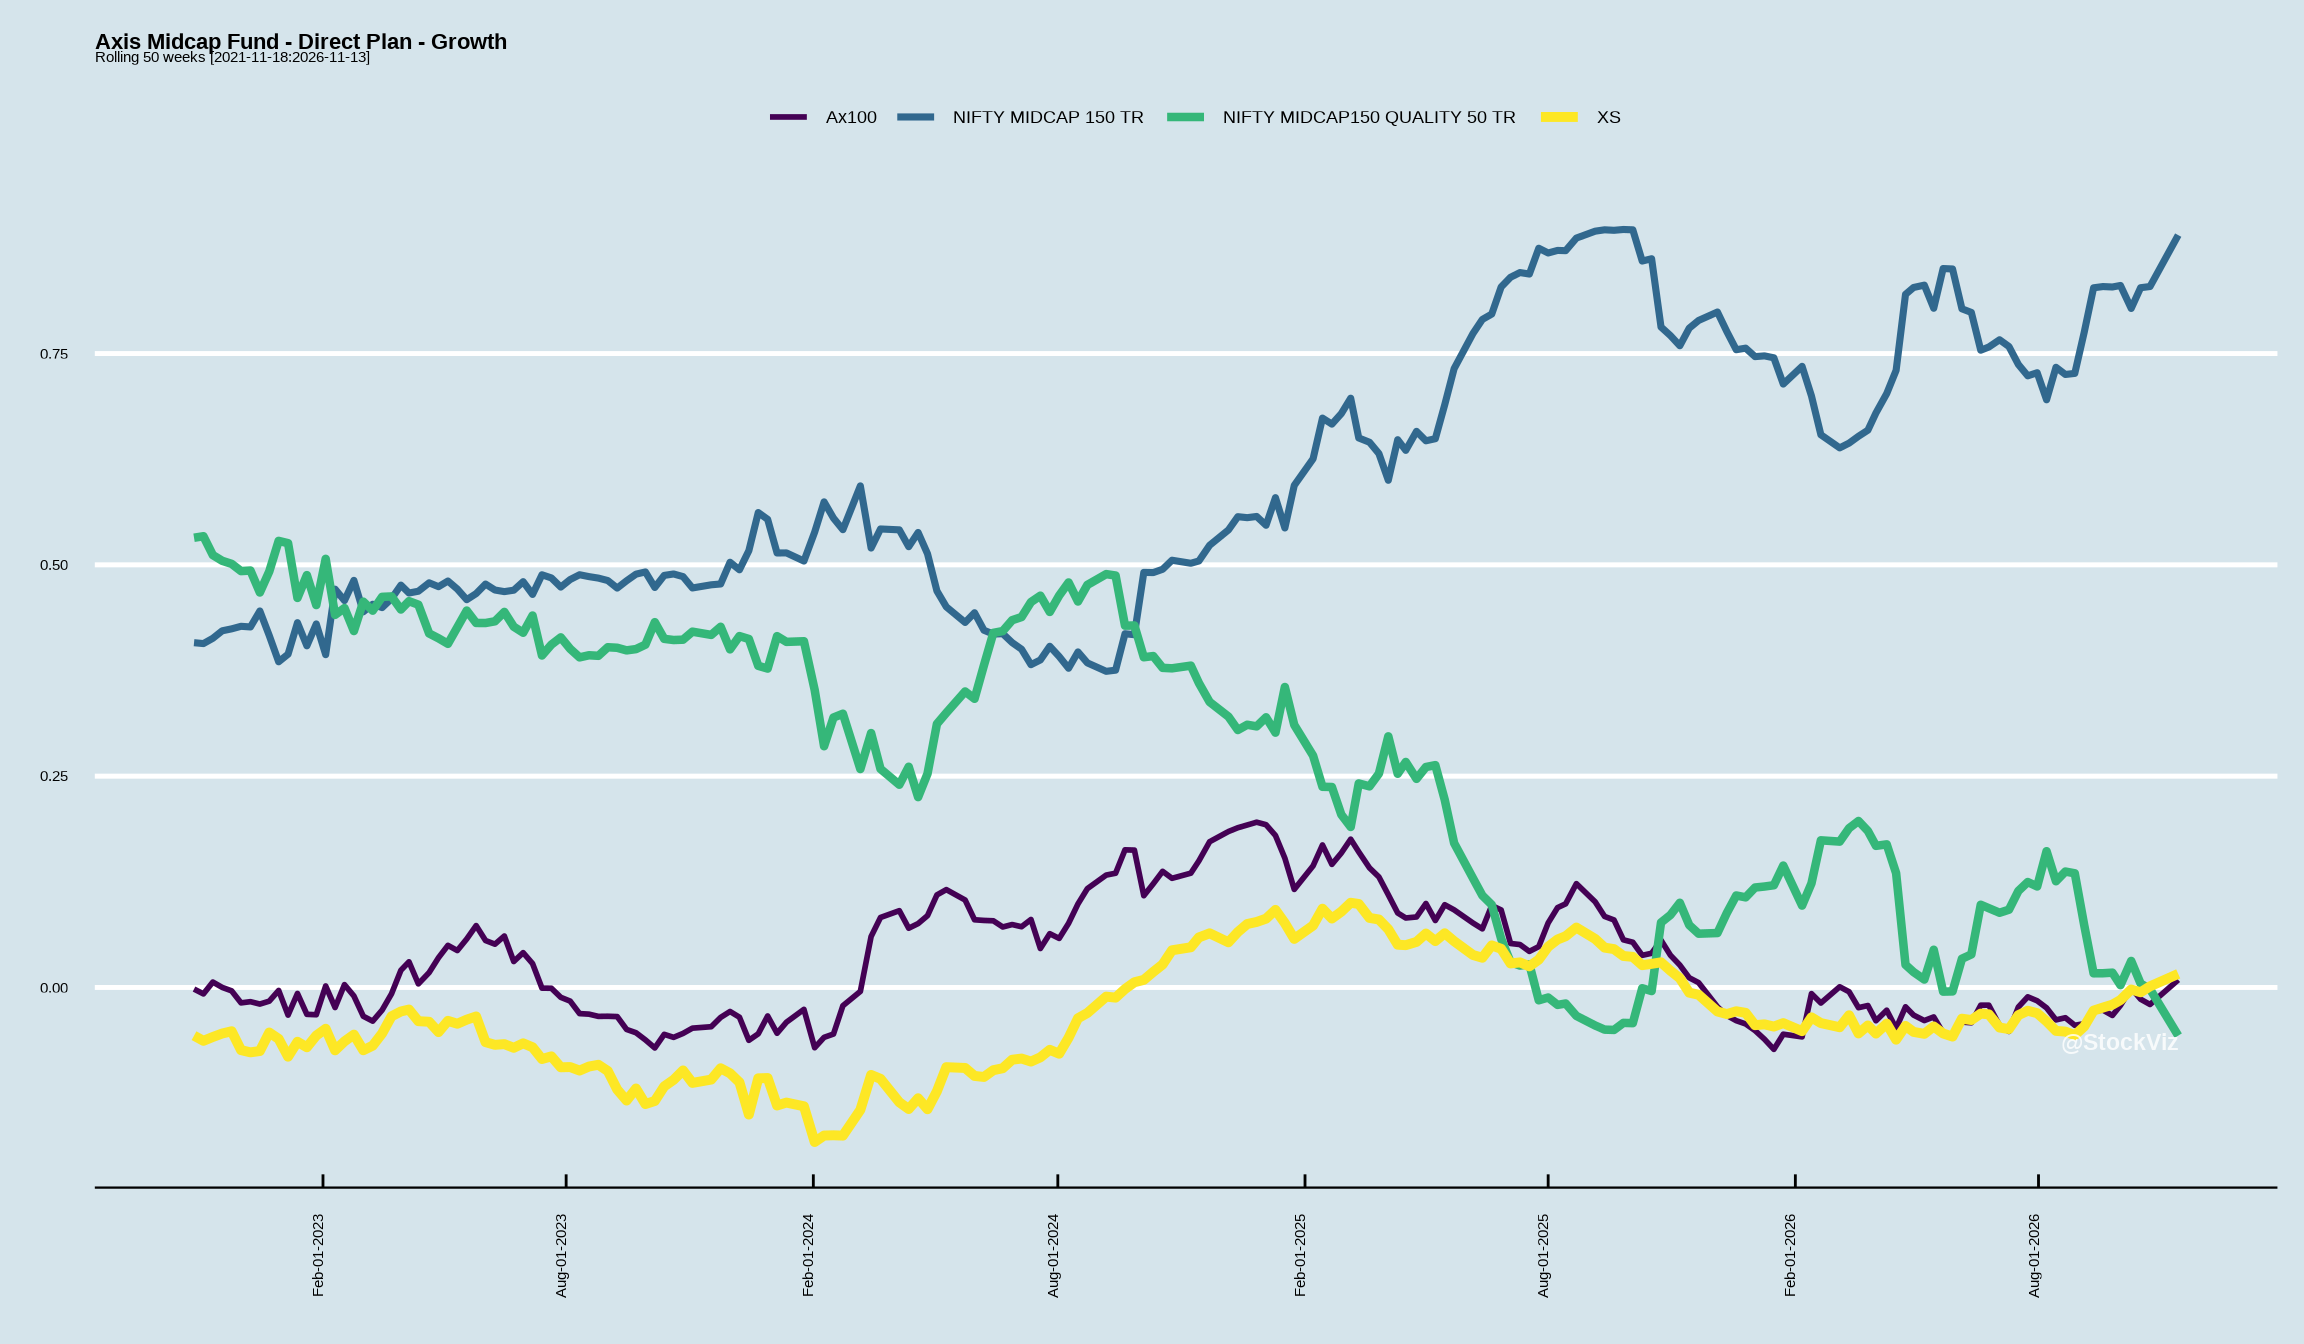 Axis Midcap Fund - Direct Plan - Growth
Rolling 50 weeks [2021-11-18:2026-11-13]
Ax100 NIFTY MIDCAP 150 TR NIFTY MIDCAP150 QUALITY 50 TR XS
0.75
0.50
0.25
0.00
@StockViz
Feb-01-2023 Aug-01-2023 Feb-01-2024 Aug-01-2024 Feb-01-2025 Aug-01-2025 Feb-01-2026 Aug-01-2026